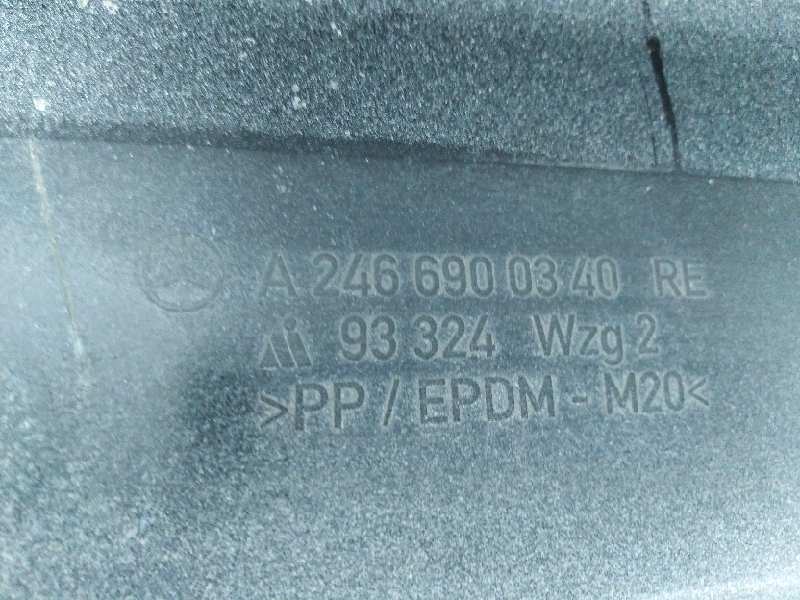 A 246 690 03 40 RE
93 324 Wzg 2
>PP / EPDM - M20<